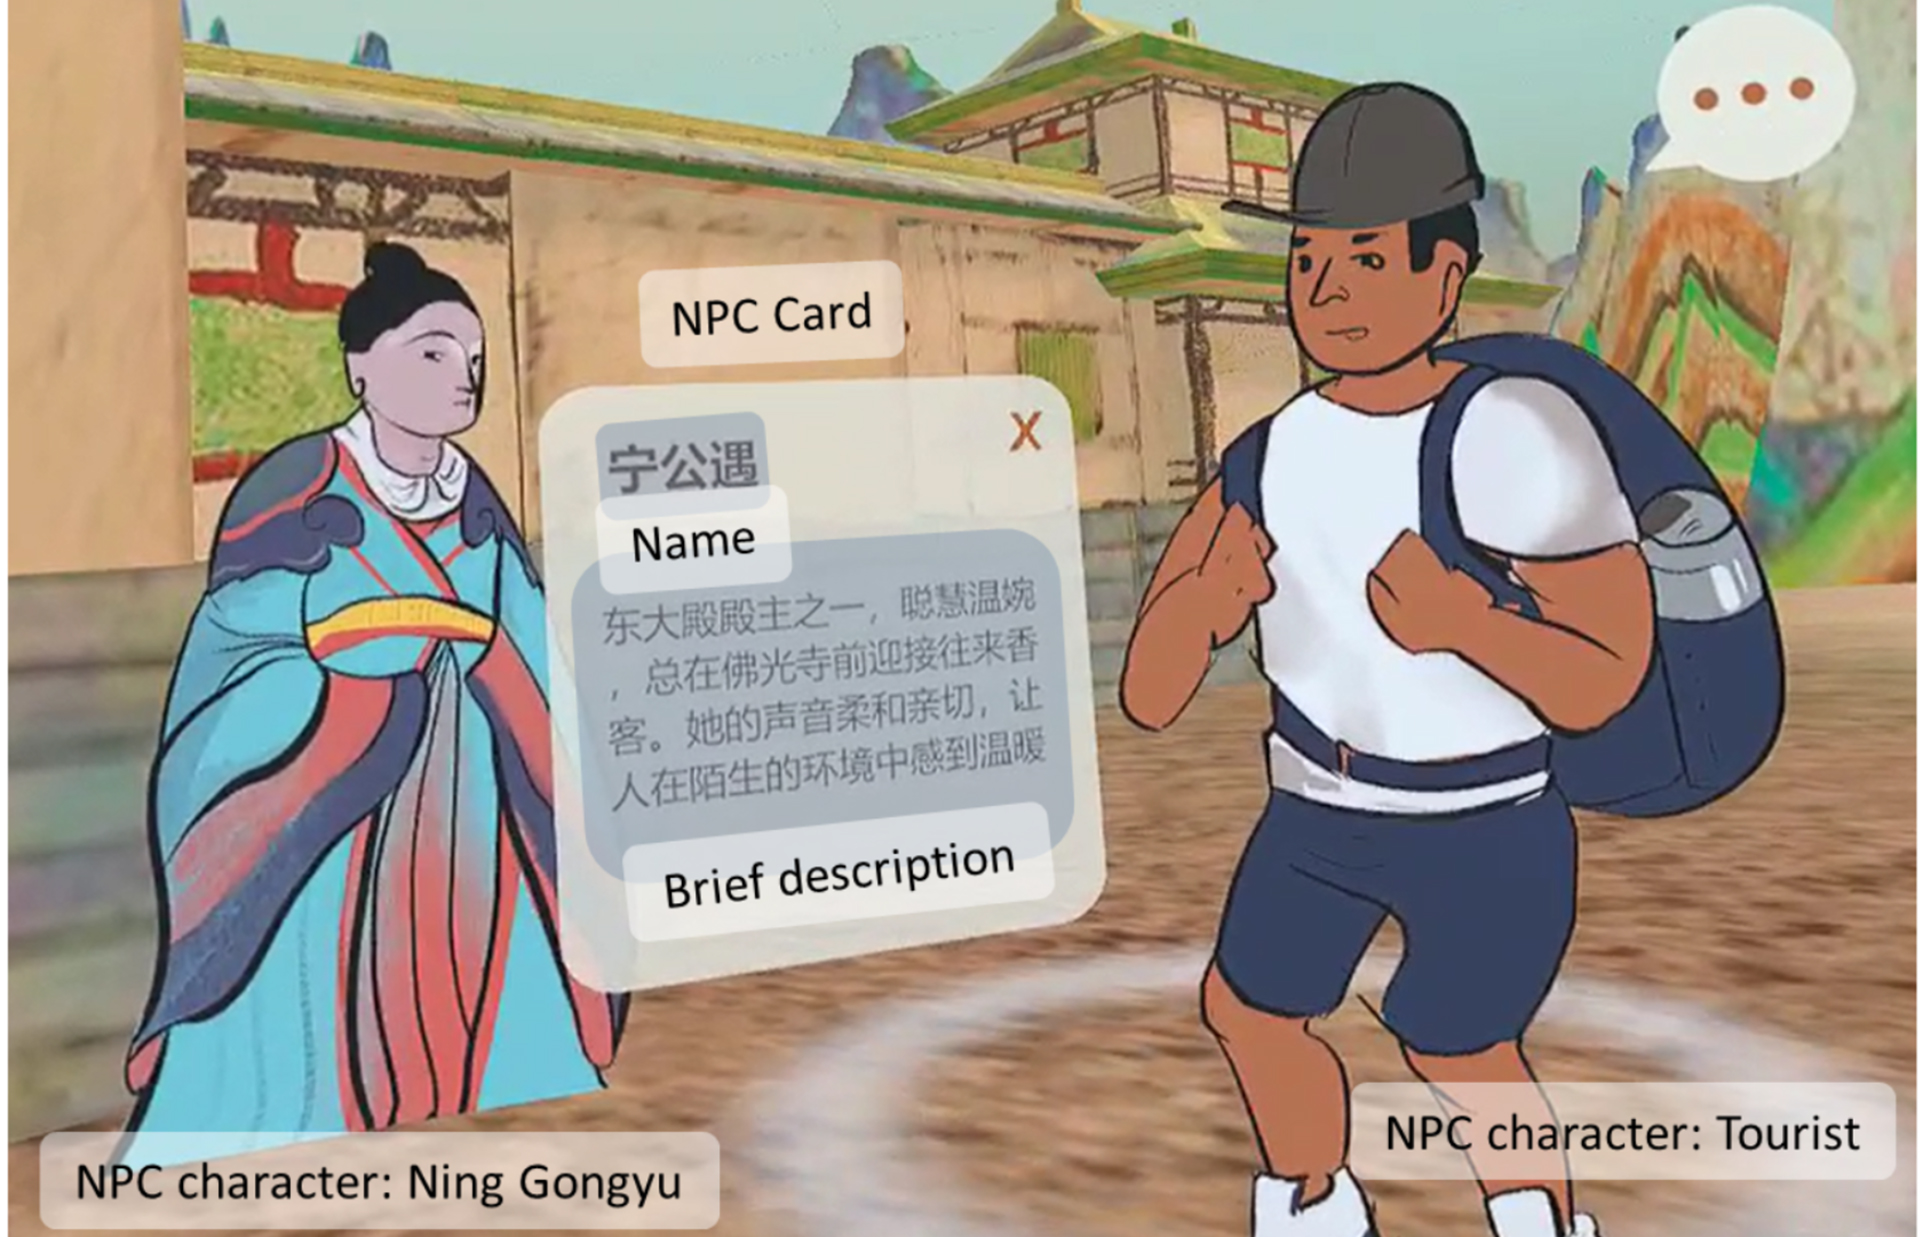 NPC Card
宁公遇
X
Name
东大殿殿主之一，聪慧温婉
，总在佛光寺前迎接往来香
客。她的声音柔和亲切，让
人在陌生的环境中感到温暖
Brief description
NPC character: Tourist
NPC character: Ning Gongyu